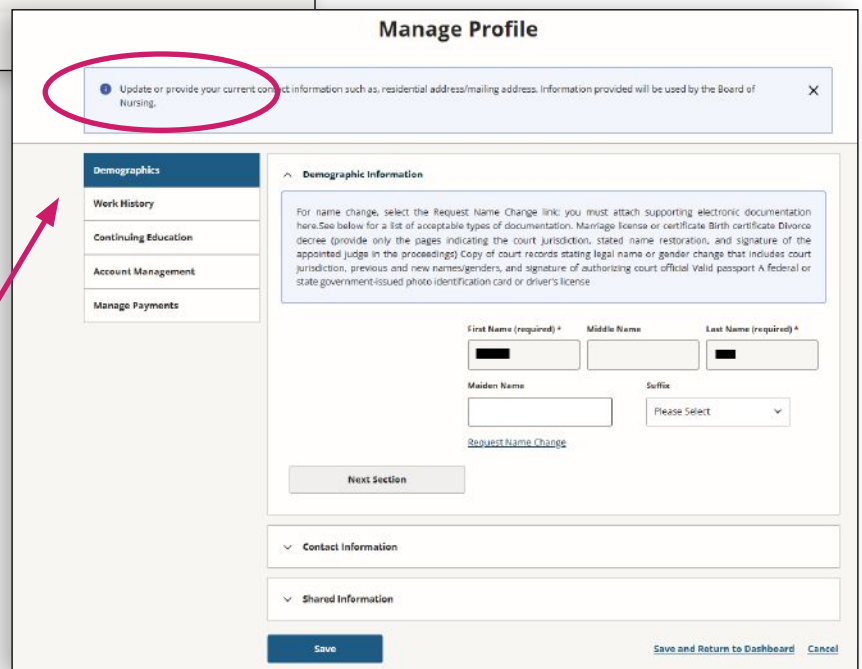 Manage Profile
Update or provide your current contact information such as, residential address/mailing address. Information provided will be used by the Board of
Nursing.
Demographics
Work History
Continuing Education
Account Management
Manage Payments
Demographic Information
For name change, select the Request Name Change link: you must attach supporting electronic documentation
here.See below for a list of acceptable types of documentation. Marriage license or certificate Birth certificate Divorce
decree (provide only the pages indicating the court jurisdiction, stated name restoration, and signature of the
appointed judge in the proceedings) Copy of court records stating legal name or gender change that includes court
jurisdiction, previous and new names/genders, and signature of authorizing court official Valid passport A federal or
state government-issued photo identification card or driver's license
First Name (required) * Middle Name Last Name (required) *
Maiden Name Suffix
Please Select
Request Name Change
Next Section
Contact Information
Shared Information
Save Save and Return to Dashboard Cancel